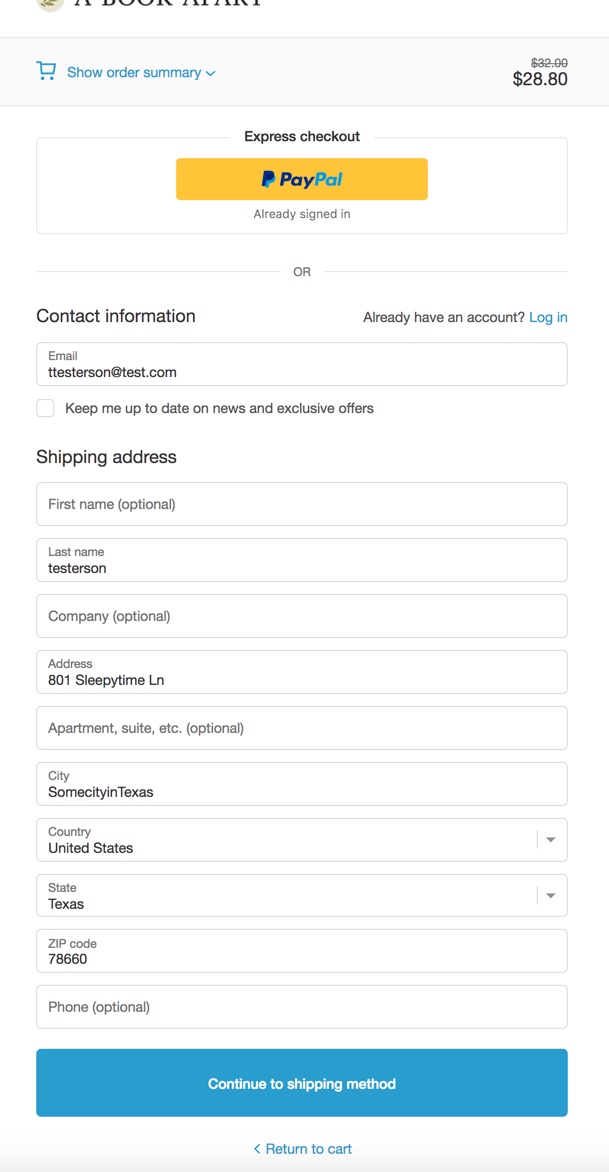 A BOOK APART
Show order summary
$32.00
$28.80
Express checkout
PayPal
Already signed in
OR
Contact information
Already have an account? Log in
Email
ttesterson@test.com
Keep me up to date on news and exclusive offers
Shipping address
First name (optional)
Last name
testerson
Company (optional)
Address
801 Sleepytime Ln
Apartment, suite, etc. (optional)
City
SomecityinTexas
Country
United States
State
Texas
ZIP code
78660
Phone (optional)
Continue to shipping method
Return to cart